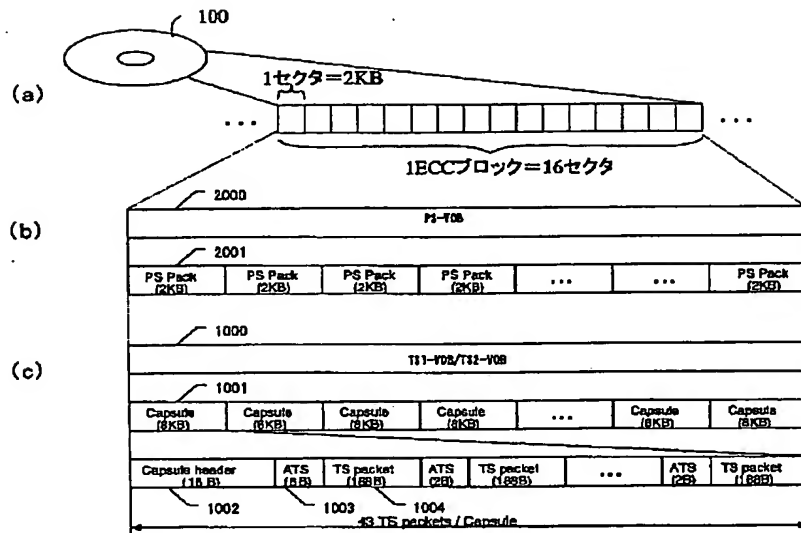 100
1セクタ=2KB
(a)
... ...
1ECCブロック=16セクタ
2000
(b)
PS-VOB
2001
PS Pack (2KB) PS Pack (2KB) PS Pack (2KB) PS Pack (2KB) ... ... PS Pack (2KB)
1000
(c)
TS1-VOB/TS2-VOB
1001
Capsule (8KB) Capsule (8KB) Capsule (8KB) Capsule (8KB) ... Capsule (8KB) Capsule (8KB)
Capsule header ATS TS packet (188B) ATS (2B) TS packet (188B) ... ATS (2B) TS packet (188B)
1002 1003 1004
43 TS packets / Capsule